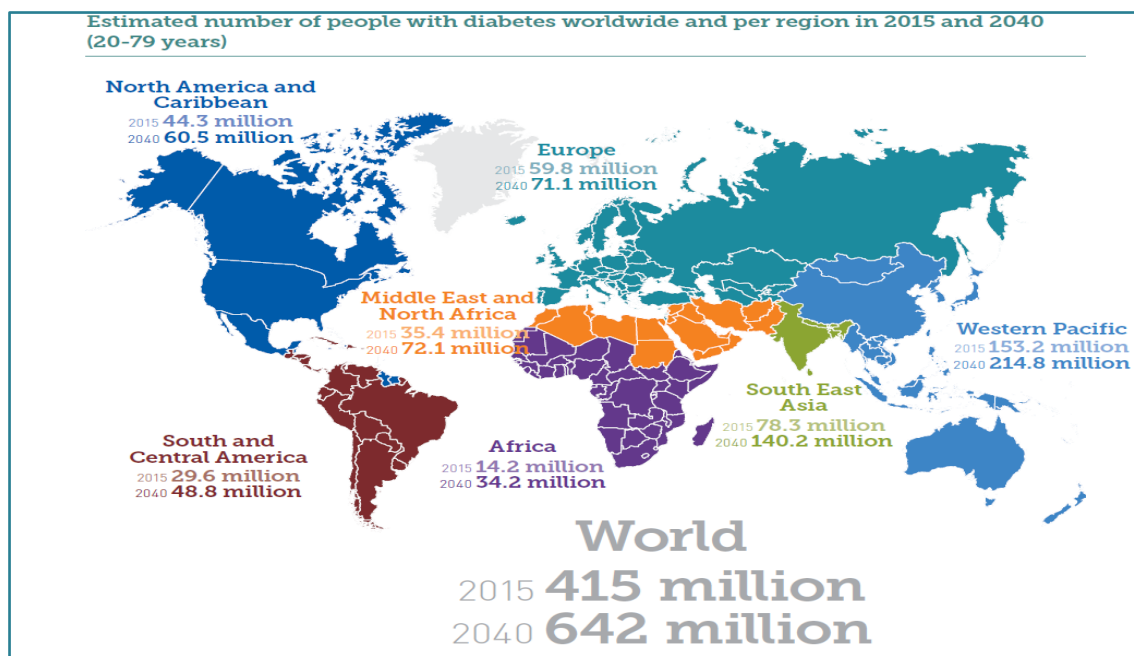 Estimated number of people with diabetes worldwide and per region in 2015 and 2040
(20-79 years)
North America and
Caribbean
2015 44.3 million
2040 60.5 million
Europe
2015 59.8 million
2040 71.1 million
Middle East and
North Africa
2015 35.4 million
2040 72.1 million
Western Pacific
2015 153.2 million
2040 214.8 million
South East
Asia
2015 78.3 million
2040 140.2 million
South and
Central America
2015 29.6 million
2040 48.8 million
Africa
2015 14.2 million
2040 34.2 million
World
2015 415 million
2040 642 million